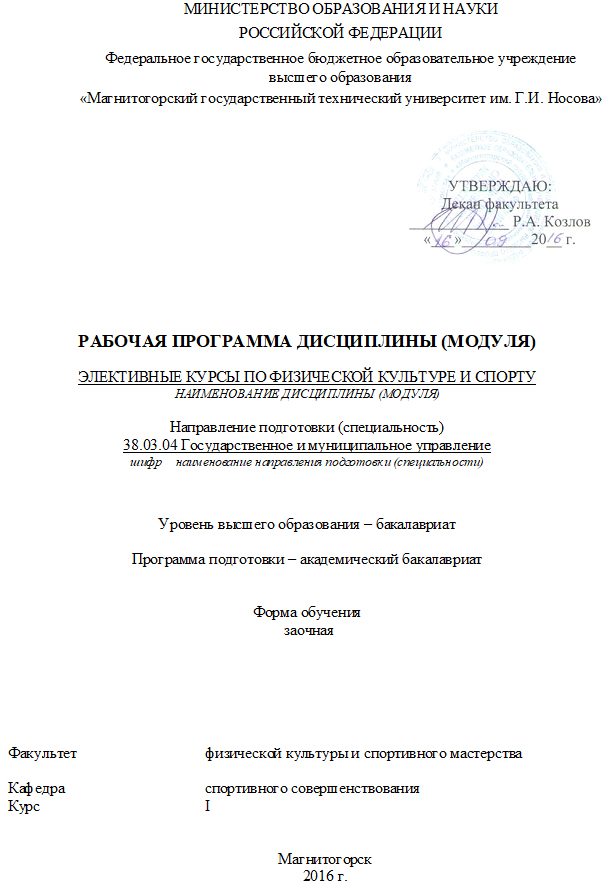 МИНИСТЕРСТВО ОБРАЗОВАНИЯ И НАУКИ
РОССИЙСКОЙ ФЕДЕРАЦИИ
Федеральное государственное бюджетное образовательное учреждение
высшего образования
«Магнитогорский государственный технический университет им. Г.И. Носова»
УТВЕРЖДАЮ:
Декан факультета
Р.А. Козлов
«16» 09 2016 г.
РАБОЧАЯ ПРОГРАММА ДИСЦИПЛИНЫ (МОДУЛЯ)
ЭЛЕКТИВНЫЕ КУРСЫ ПО ФИЗИЧЕСКОЙ КУЛЬТУРЕ И СПОРТУ
НАИМЕНОВАНИЕ ДИСЦИПЛИНЫ (МОДУЛЯ)
Направление подготовки (специальность)
38.03.04 Государственное и муниципальное управление
шифр наименование направления подготовки (специальности)
Уровень высшего образования – бакалавриат
Программа подготовки – академический бакалавриат
Форма обучения
заочная
Факультет физической культуры и спортивного мастерства
Кафедра спортивного совершенствования
Курс I
Магнитогорск
2016 г.